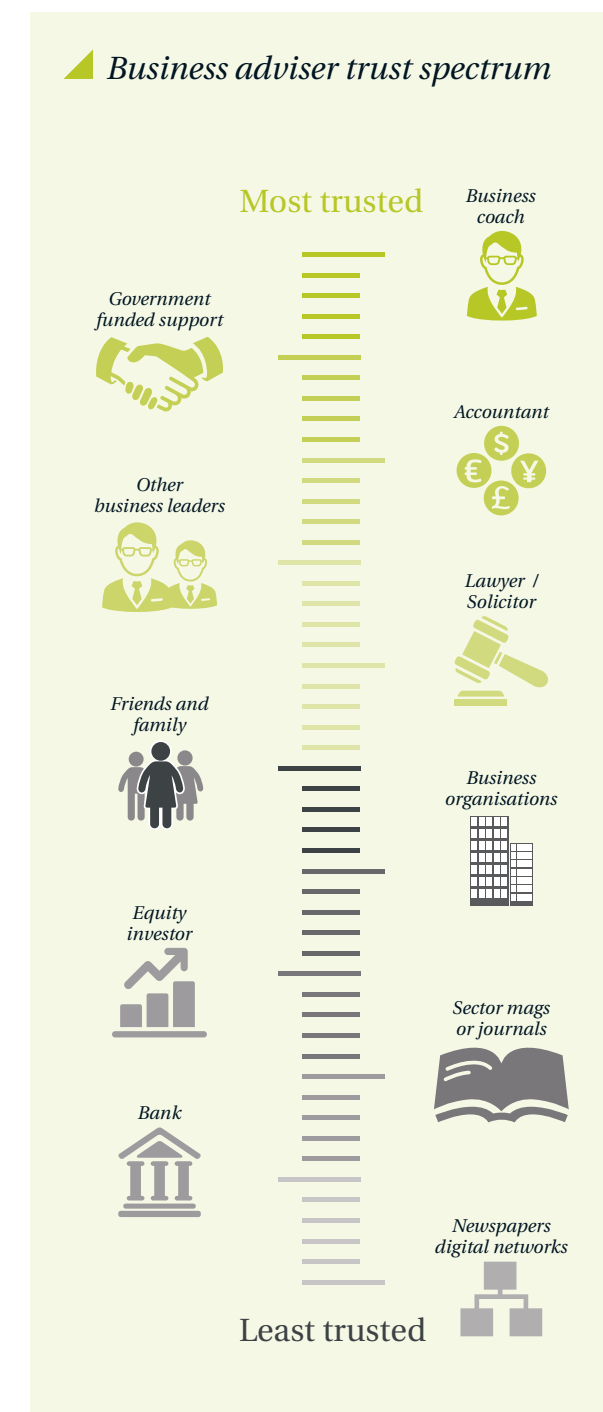 Business adviser trust spectrum
Most trusted
Business
coach
Government
funded support
$
€
¥
£
Accountant
Other
business leaders
Lawyer /
Solicitor
Friends and
family
Business
organisations
Equity
investor
Sector mags
or journals
Bank
Newspapers
digital networks
Least trusted